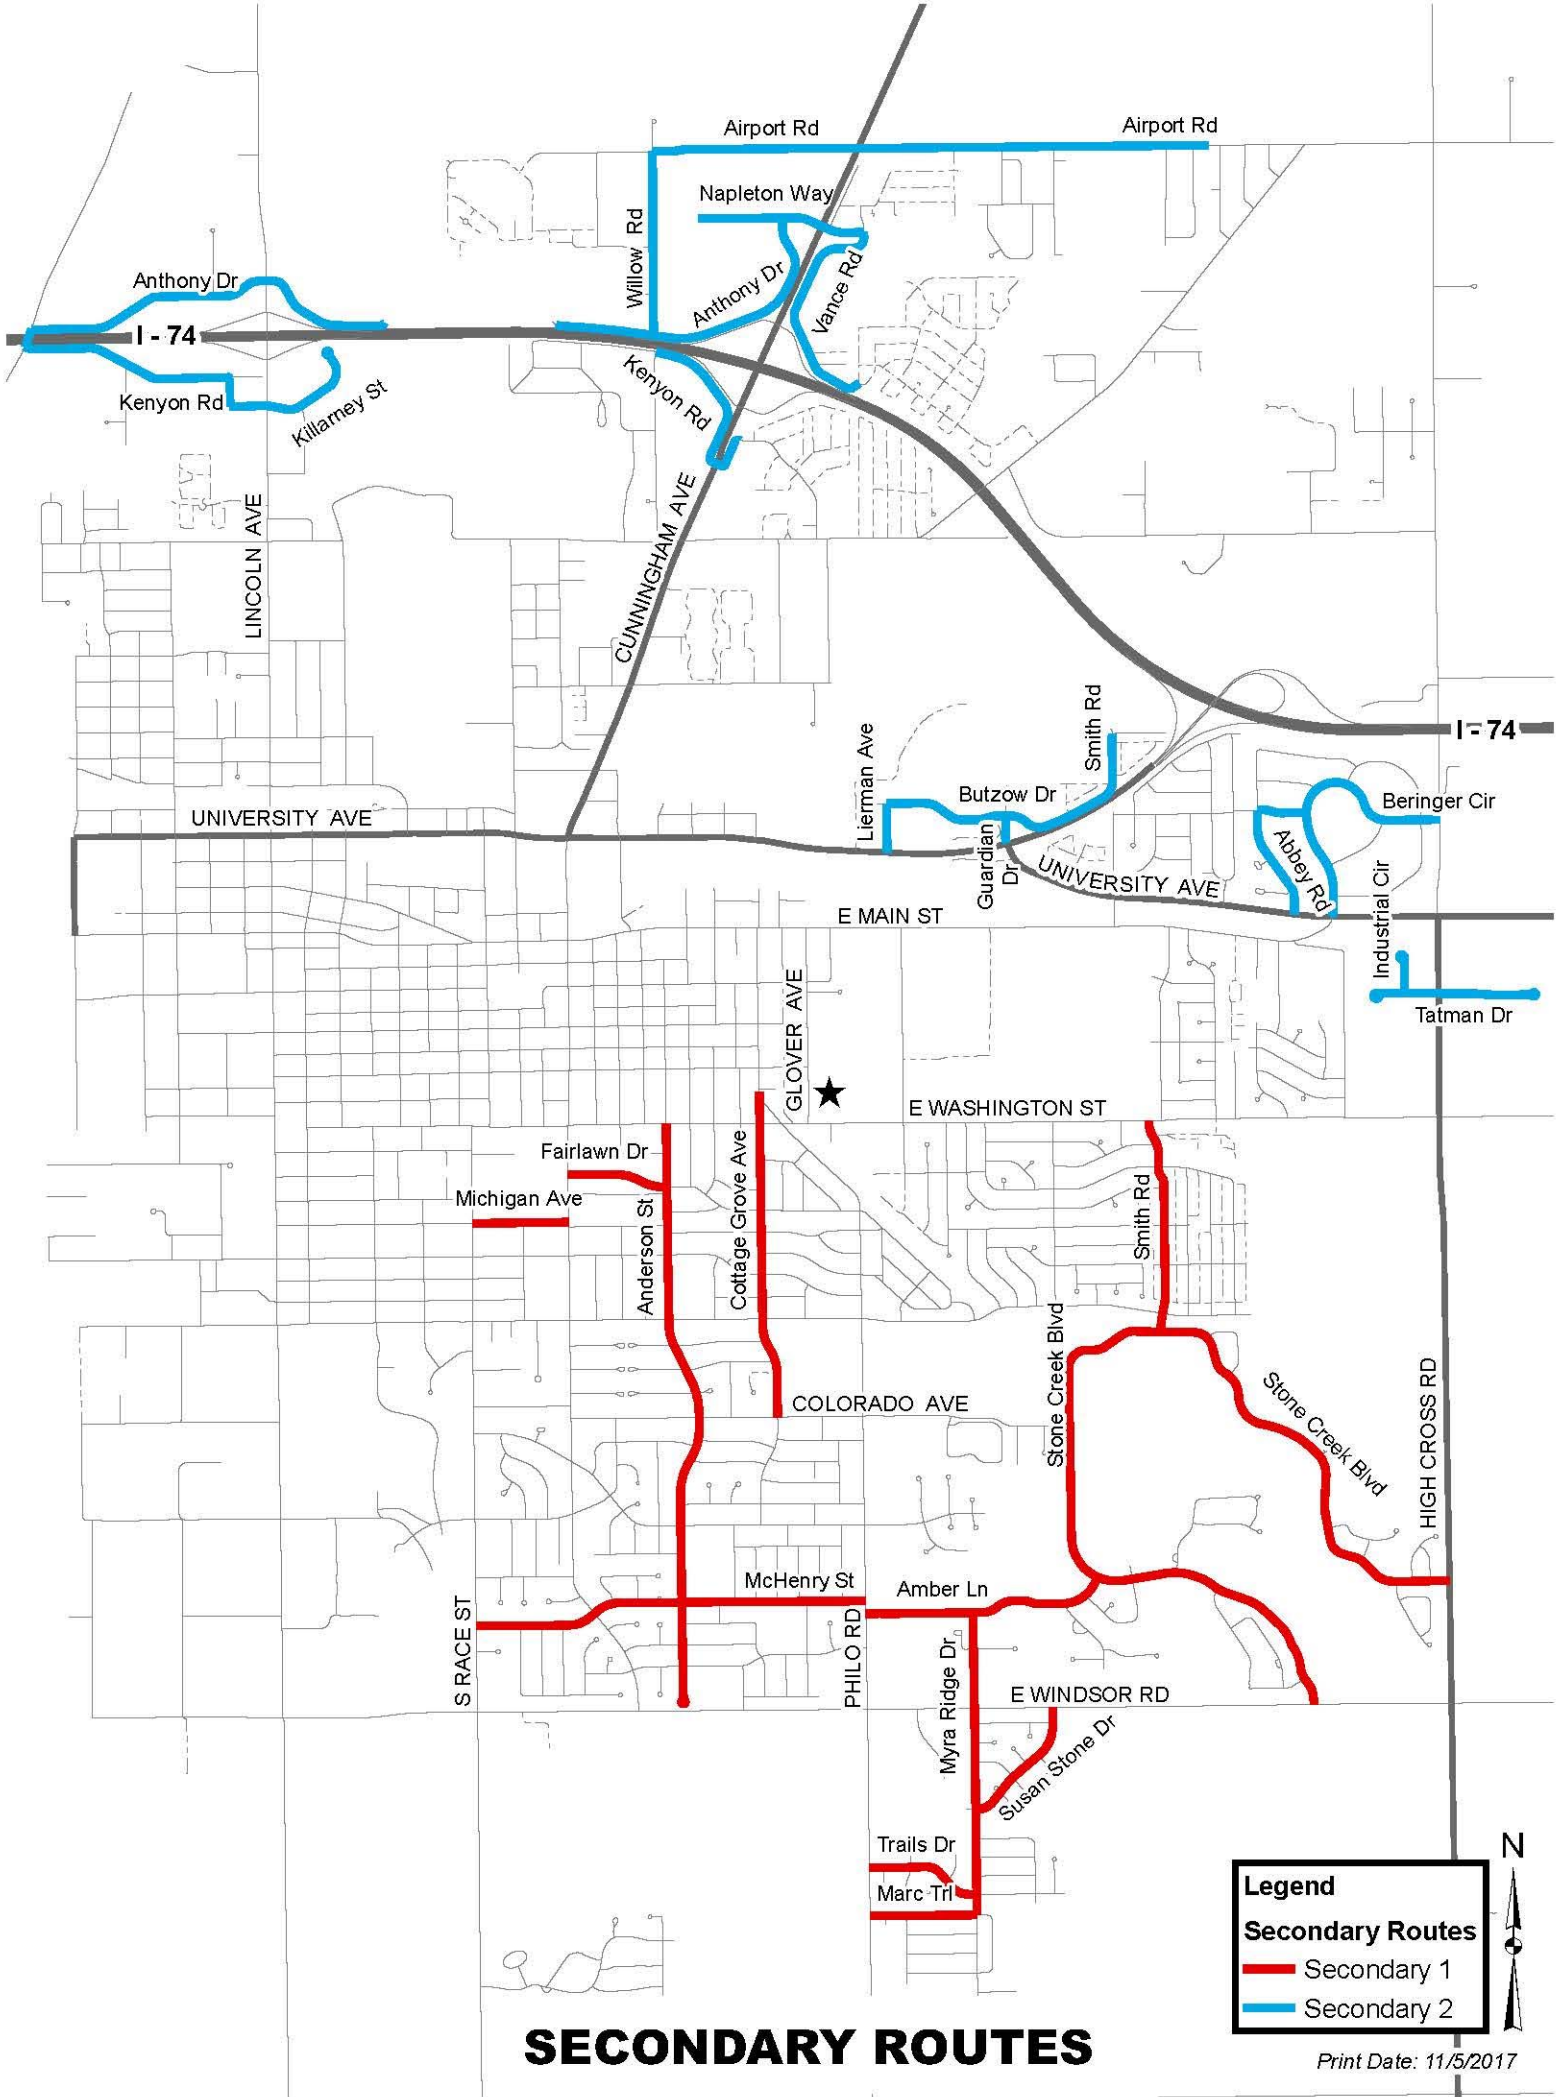 Airport Rd
Airport Rd
Napleton Way
Willow Rd
Anthony Dr
Anthony Dr
Vance Rd
I - 74
Kenyon Rd
Kenyon Rd
Killarney St
LINCOLN AVE
CUNNINGHAM AVE
Smith Rd
I - 74
Lierman Ave
Butzow Dr
Beringer Cir
UNIVERSITY AVE
Guardian
Dr
UNIVERSITY AVE
Abbey Rd
Industrial Cir
E MAIN ST
GLOVER AVE
Tatman Dr
E WASHINGTON ST
Fairlawn Dr
Michigan Ave
Anderson St
Cottage Grove Ave
Smith Rd
Stone Creek Blvd
Stone Creek Blvd
COLORADO AVE
HIGH CROSS RD
McHenry St
Amber Ln
S RACE ST
PHILO RD
Myra Ridge Dr
E WINDSOR RD
Susan Stone Dr
Trails Dr
Marc Trl
N
Legend
Secondary Routes
Secondary 1
Secondary 2
SECONDARY ROUTES
Print Date: 11/5/2017